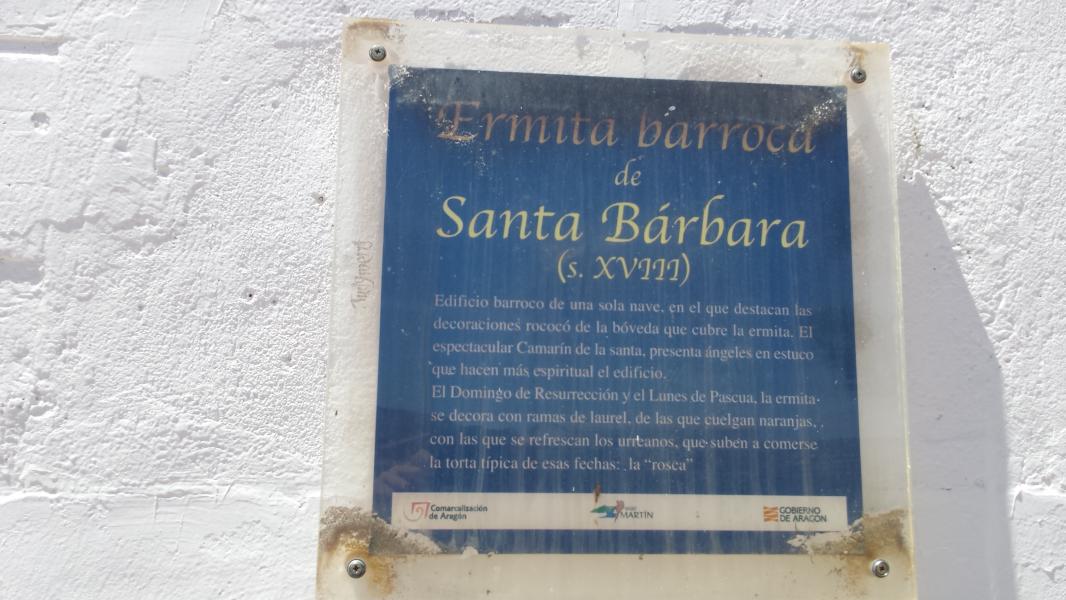 Ermita barroca
de
Santa Bárbara
(s. XVIII)
Edificio barroco de una sola nave, en el que destacan las
decoraciones rococó de la bóveda que cubre la ermita. El
espectacular Camarín de la santa, presenta ángeles en estuco
que hacen más espiritual el edificio.
El Domingo de Resurrección y el Lunes de Pascua, la ermita
se decora con ramas de laurel, de las que cuelgan naranjas,
con las que se refrescan los urreanos, que suben a comerse
la torta típica de esas fechas: la "rosca"
Comarcalización
de Aragón
MARTÍN
GOBIERNO
DE ARAGON